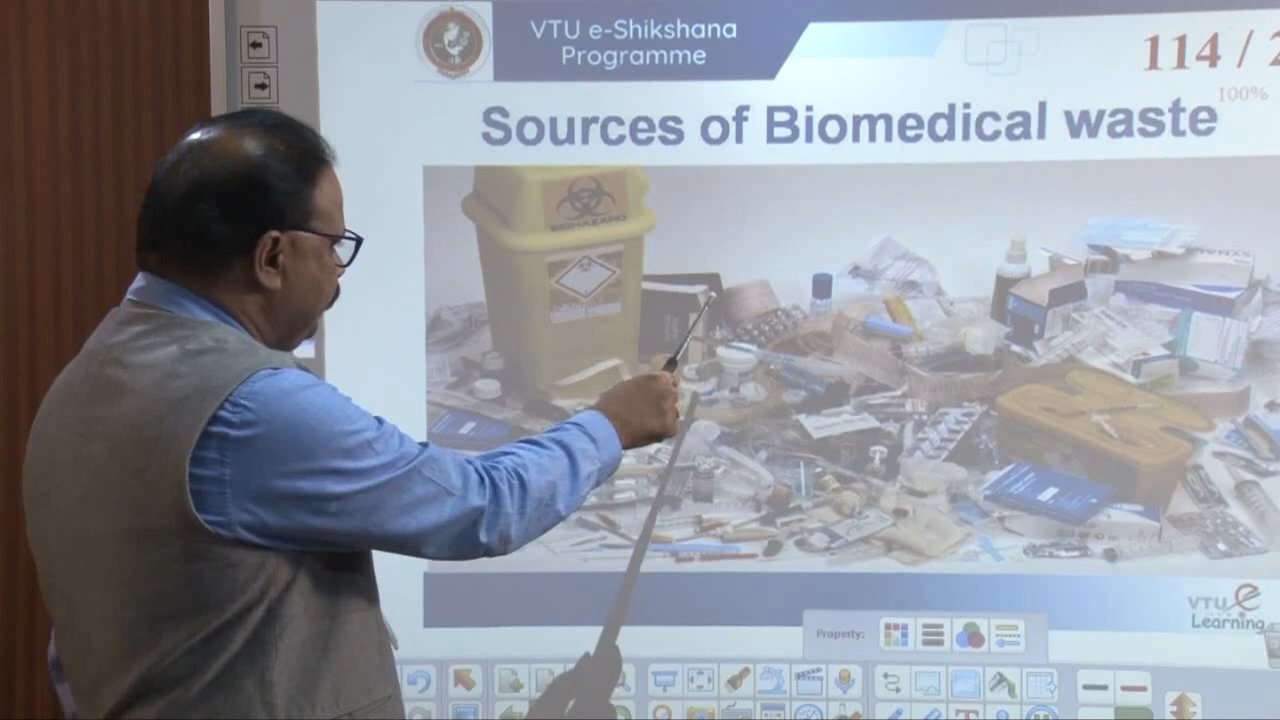 VTU e-Shikshana
Programme
114 / 2
100%
Sources of Biomedical waste
BIOHAZARD
VTU e
Learning
Property: